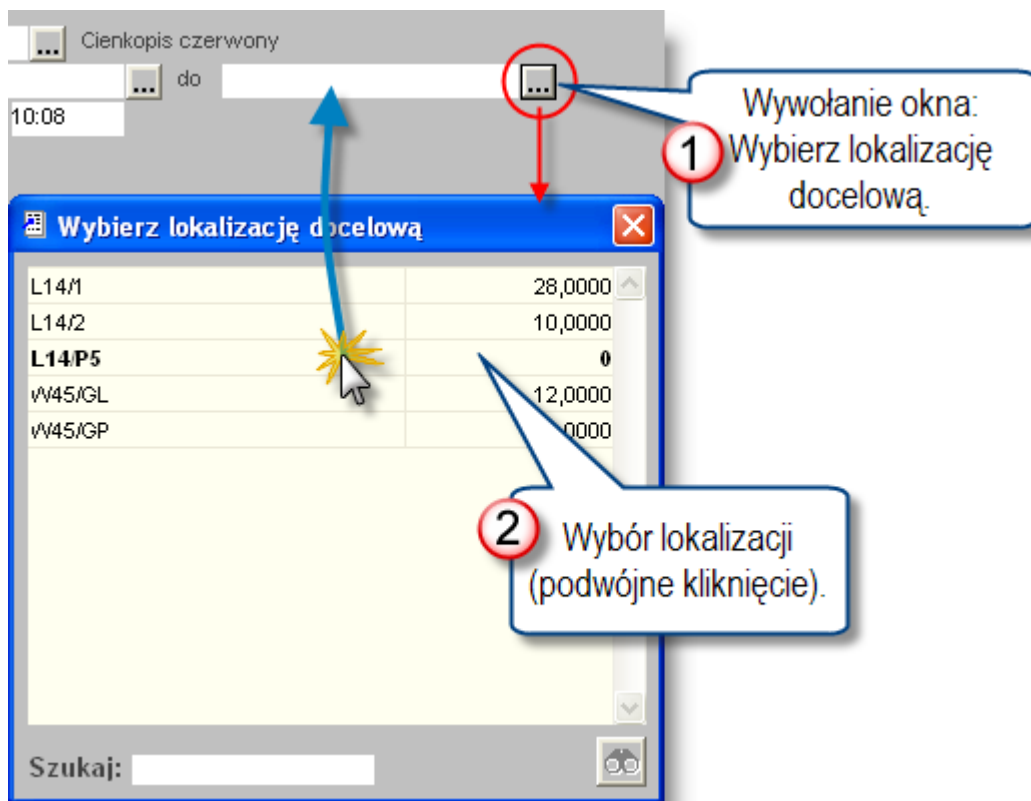 ... Cienkopis czerwony
... do ...
10:08
Wywołanie okna:
1 Wybierz lokalizację
docelową.
Wybierz lokalizację docelową
L14/1 28,0000
L14/2 10,0000
L14/P5 0
W45/GL 12,0000
W45/GP
2 Wybór lokalizacji
(podwójne kliknięcie).
Szukaj: